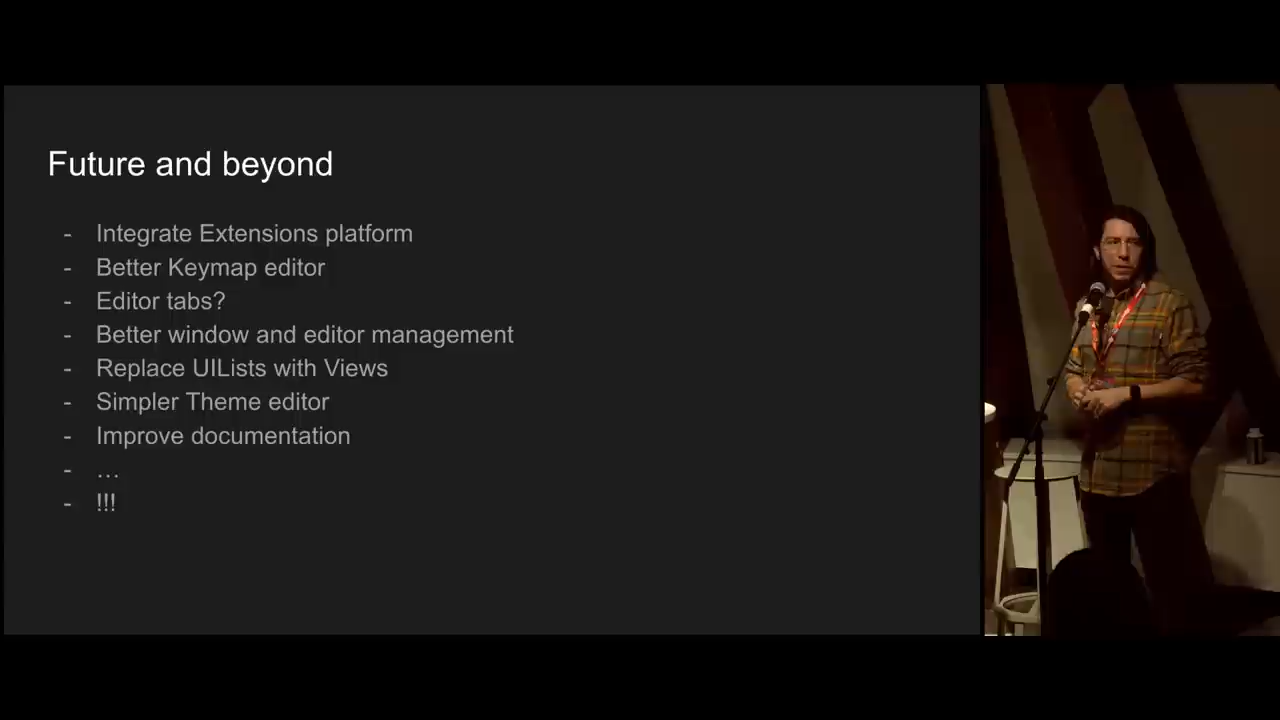 Future and beyond
- Integrate Extensions platform
- Better Keymap editor
- Editor tabs?
- Better window and editor management
- Replace UILists with Views
- Simpler Theme editor
- Improve documentation
- …
- !!!